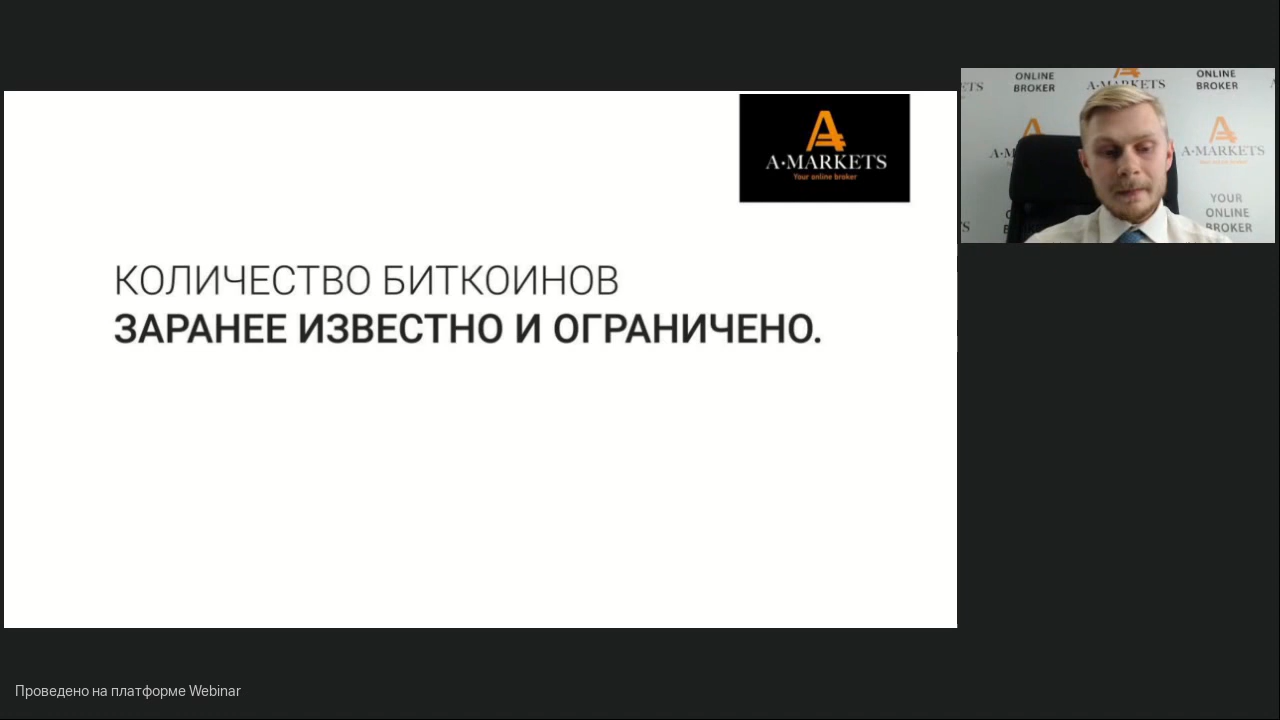 A·MARKETS
Your online broker
КОЛИЧЕСТВО БИТКОИНОВ
ЗАРАНЕЕ ИЗВЕСТНО И ОГРАНИЧЕНО.
ONLINE
BROKER
A·MARKETS
ONLINE
BROKER
A·MARKETS
YOUR
ONLINE
BROKER
Проведено на платформе Webinar